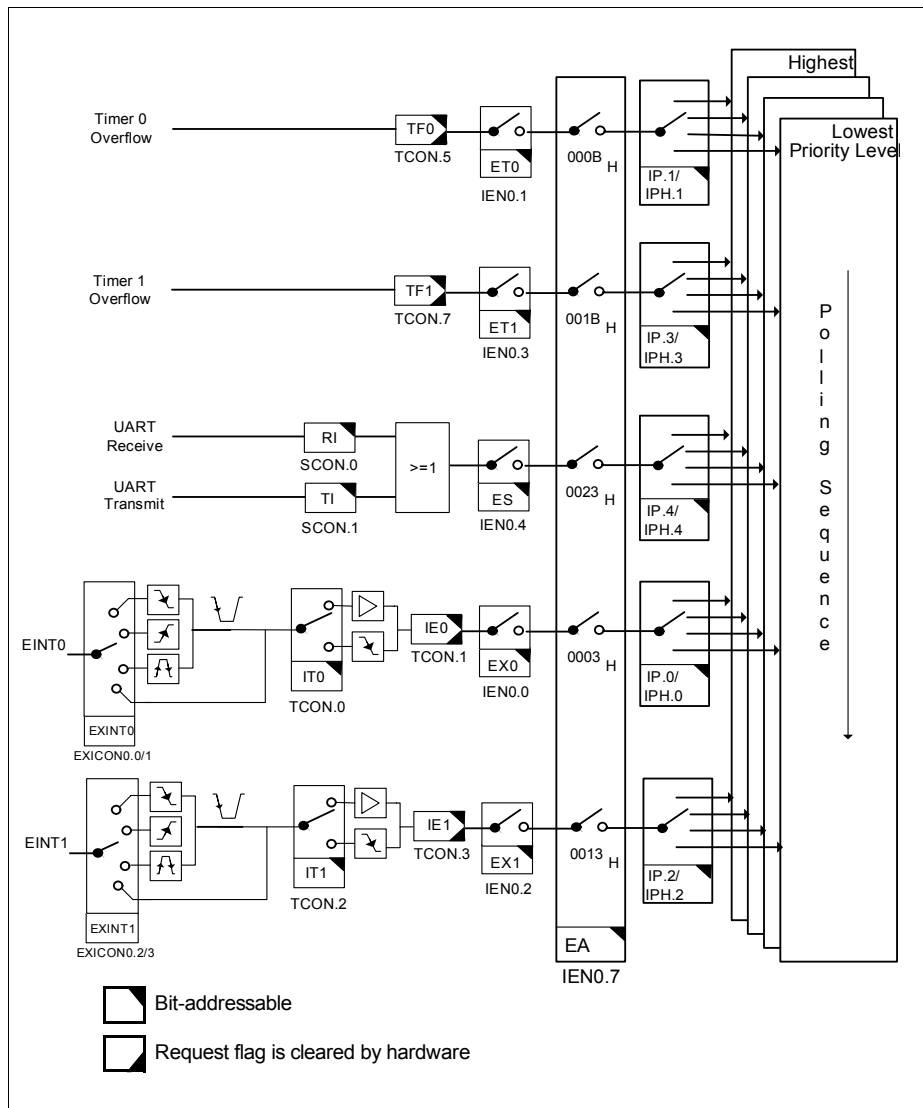 Highest
Lowest
Priority Level
Timer 0
Overflow
TF0
TCON.5
ET0
IEN0.1
000B H
IP.1/
IPH.1
Timer 1
Overflow
TF1
TCON.7
ET1
IEN0.3
001B H
IP.3/
IPH.3
Polling Sequence
UART
Receive
RI
SCON.0
UART
Transmit
TI
SCON.1
>=1
ES
IEN0.4
0023 H
IP.4/
IPH.4
EINT0
EXINT0
EXICON0.0/1
IT0
TCON.0
IE0
TCON.1
EX0
IEN0.0
0003 H
IP.0/
IPH.0
EINT1
EXINT1
EXICON0.2/3
IT1
TCON.2
IE1
TCON.3
EX1
IEN0.2
0013 H
IP.2/
IPH.2
EA
IEN0.7
Bit-addressable
Request flag is cleared by hardware